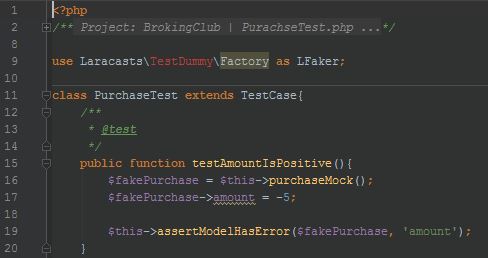 1 <?php
2 /** Project: BrokingClub | PurachseTest.php ...*/
8
9 use Laracasts\TestDummy\Factory as LFaker;
10
11 class PurchaseTest extends TestCase{
12 /**
13 * @test
14 */
15 public function testAmountIsPositive(){
16 $fakePurchase = $this->purchaseMock();
17 $fakePurchase->amount = -5;
18
19 $this->assertModelHasError($fakePurchase, 'amount');
20 }